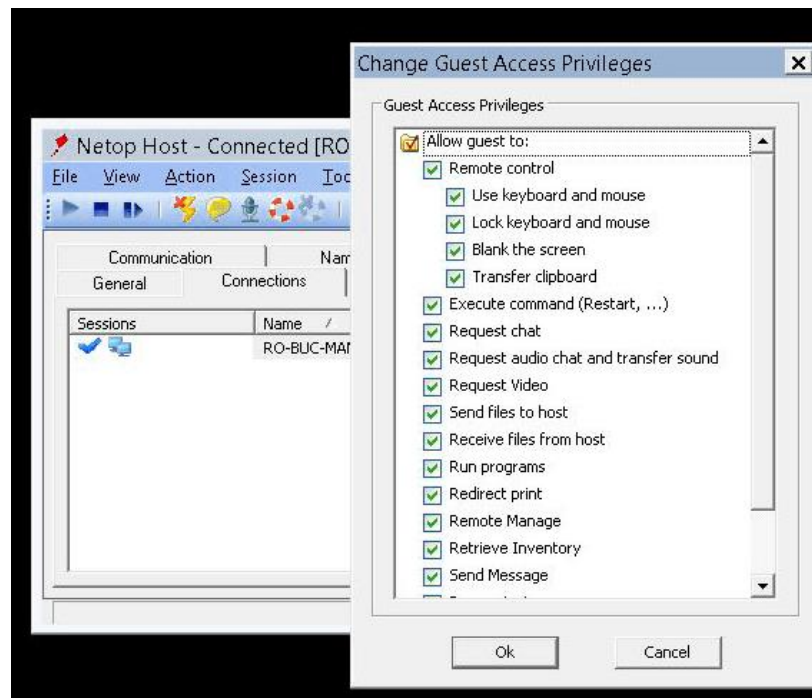 Netop Host - Connected [RO
File View Action Session
Communication
General Connections
Sessions Name /
RO-BUC-MAN
Change Guest Access Privileges
Guest Access Privileges
Allow guest to:
Remote control
Use keyboard and mouse
Lock keyboard and mouse
Blank the screen
Transfer clipboard
Execute command (Restart, ...)
Request chat
Request audio chat and transfer sound
Request Video
Send files to host
Receive files from host
Run programs
Redirect print
Remote Manage
Retrieve Inventory
Send Message
Ok Cancel